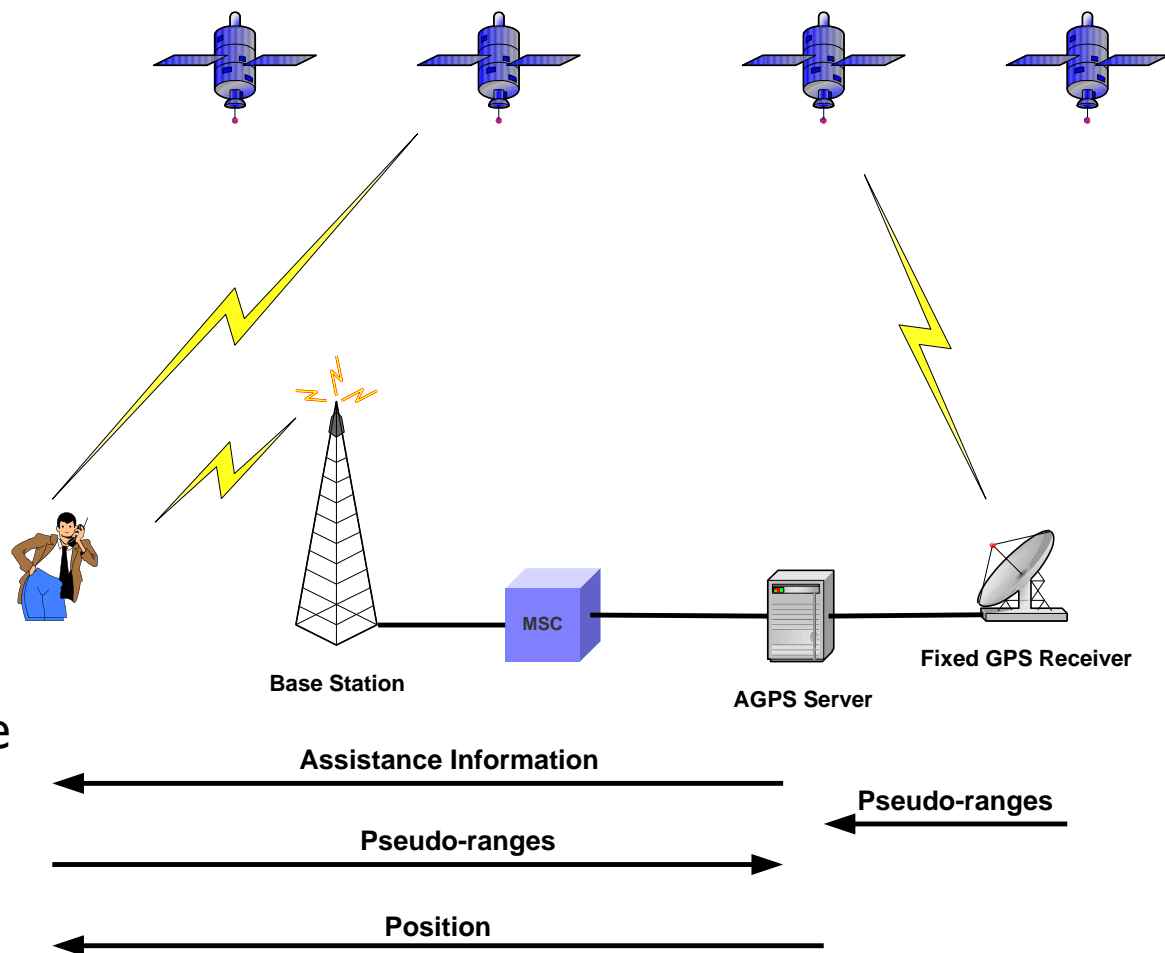 MSC
Fixed GPS Receiver
Base Station
AGPS Server
e
Assistance Information
Pseudo-ranges
Pseudo-ranges
Position